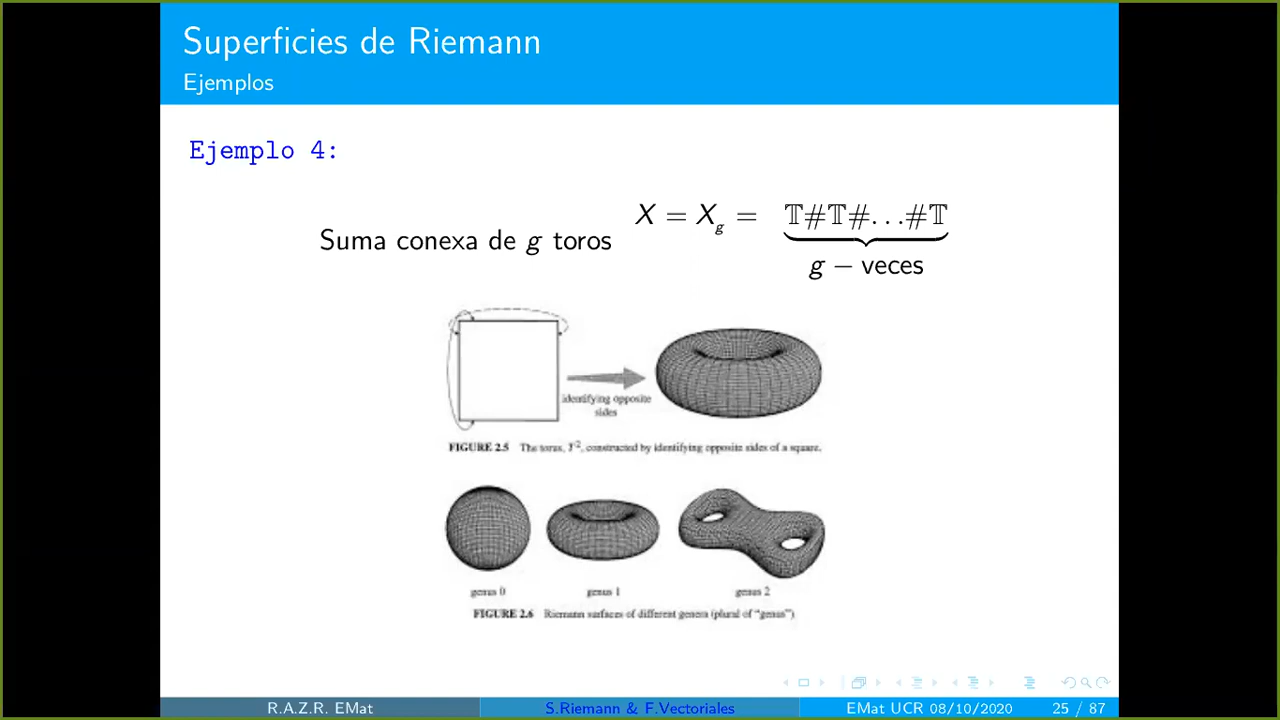 Superficies de Riemann
Ejemplos
Ejemplo 4:
Suma conexa de g toros X = X_g = 𝕋#𝕋#...#𝕋
g − veces
identifying opposite
sides
FIGURE 2.5 The torus, T², constructed by identifying opposite sides of a square.
genus 0 genus 1 genus 2
FIGURE 2.6 Riemann surfaces of different genera (plural of "genus")
R.A.Z.R. EMat S.Riemann & F.Vectoriales EMat UCR 08/10/2020 25 / 87